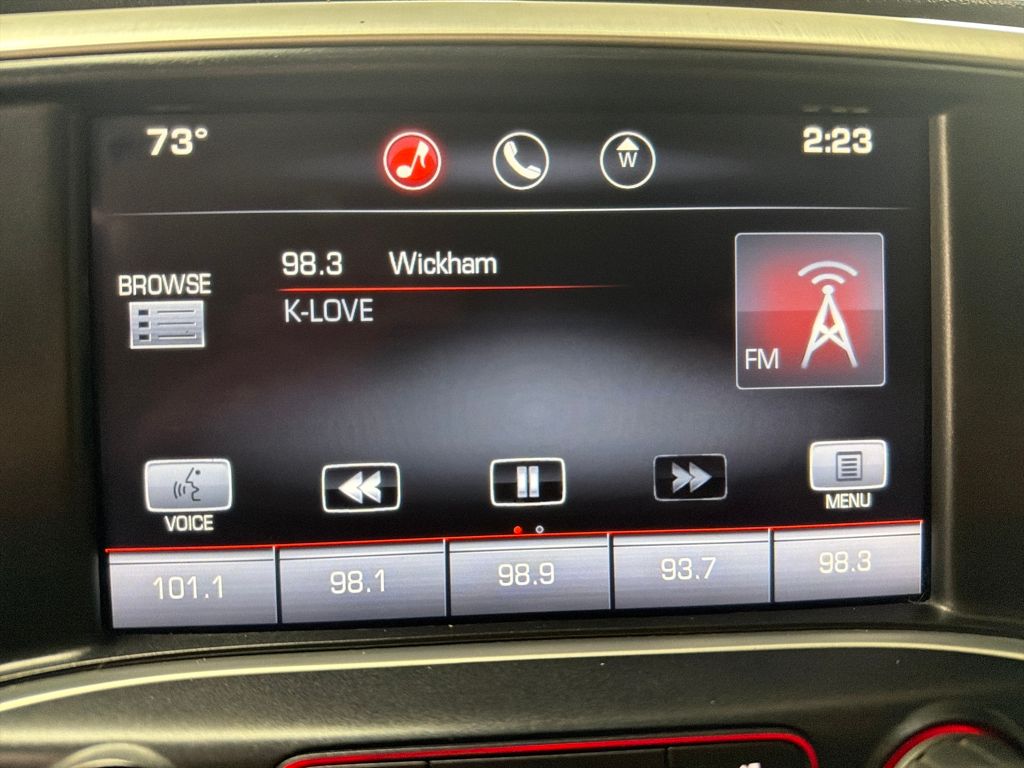 73°
W
2:23
98.3 Wickham
K-LOVE
BROWSE
FM
VOICE
MENU
101.1
98.1
98.9
93.7
98.3